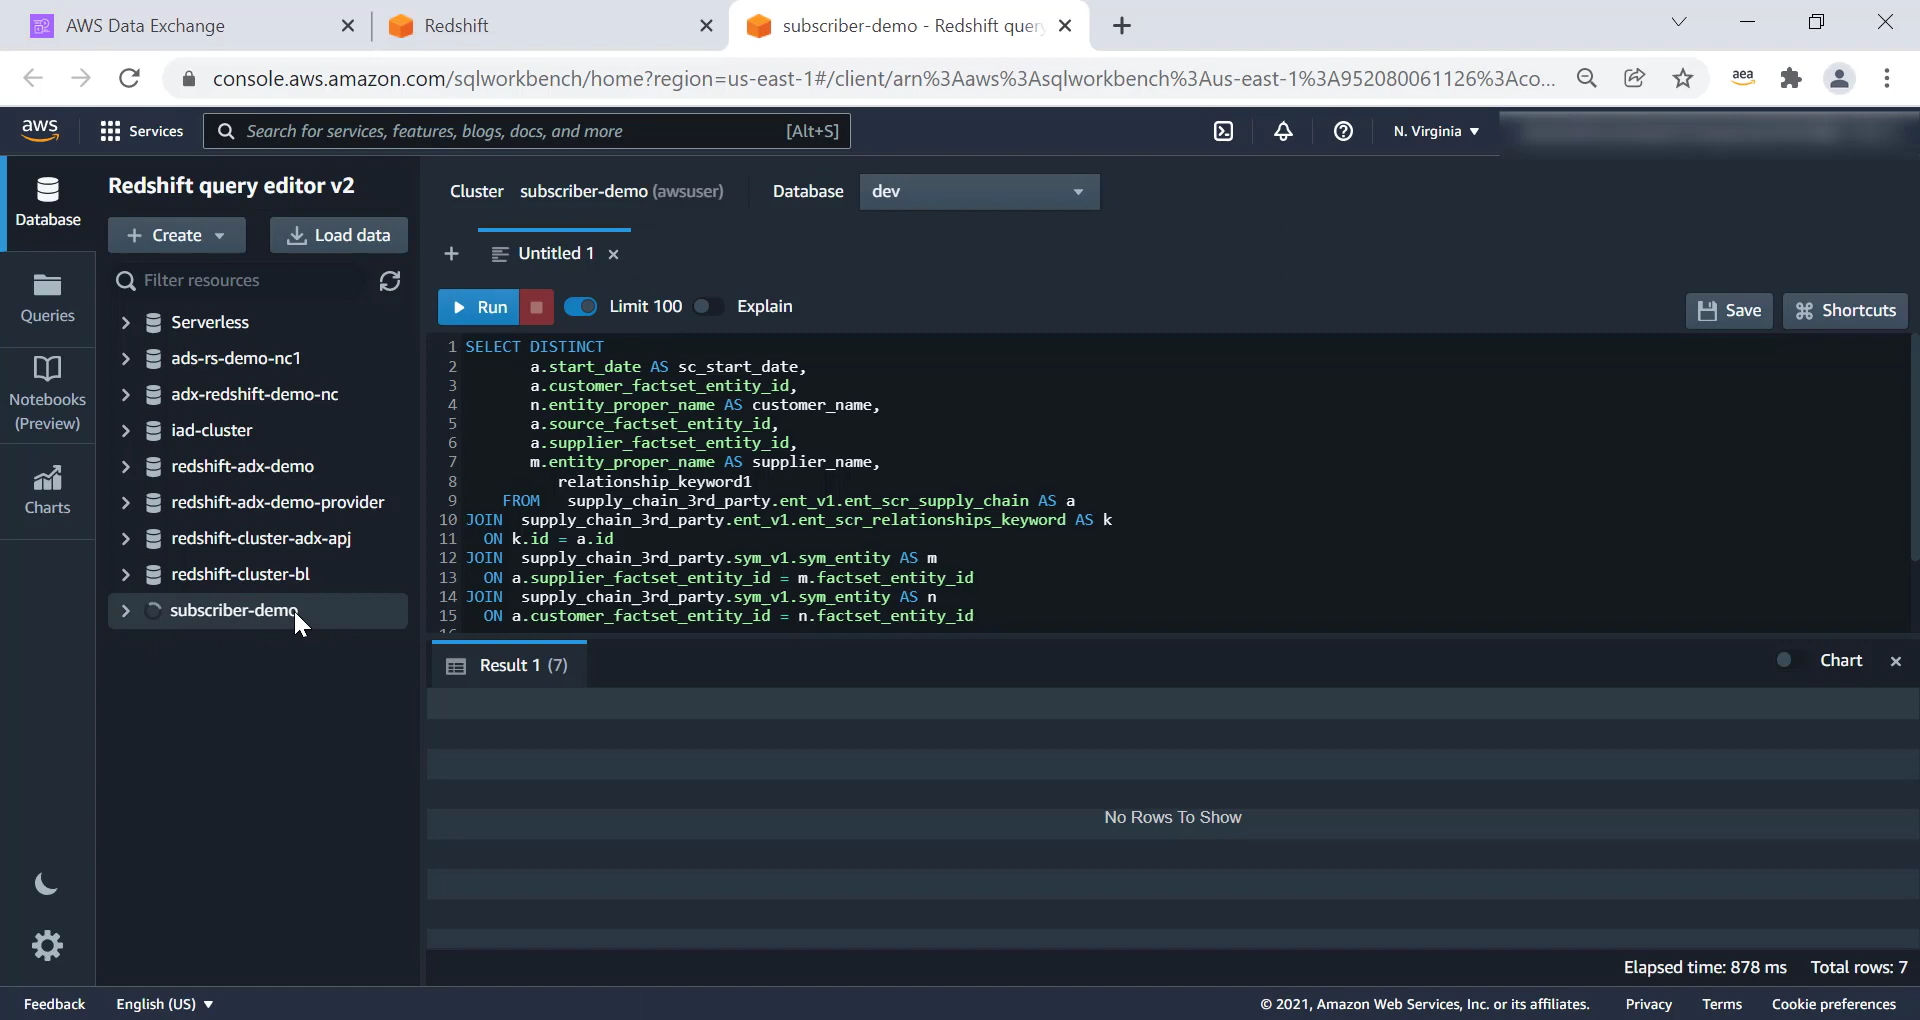 AWS Data Exchange
Redshift
subscriber-demo - Redshift quer
console.aws.amazon.com/sqlworkbench/home?region=us-east-1#/client/arn%3Aaws%3Asqlworkbench%3Aus-east-1%3A952080061126%3Aco...
aea
aws
Services
Search for services, features, blogs, docs, and more
[Alt+S]
N. Virginia
Database
Queries
Notebooks
(Preview)
Charts
Redshift query editor v2
+ Create
Load data
Filter resources
Serverless
ads-rs-demo-nc1
adx-redshift-demo-nc
iad-cluster
redshift-adx-demo
redshift-adx-demo-provider
redshift-cluster-adx-apj
redshift-cluster-bl
subscriber-demo
Cluster subscriber-demo (awsuser)
Database dev
+ Untitled 1
Run
Limit 100
Explain
Save
Shortcuts
1 SELECT DISTINCT
2 a.start_date AS sc_start_date,
3 a.customer_factset_entity_id,
4 n.entity_proper_name AS customer_name,
5 a.source_factset_entity_id,
6 a.supplier_factset_entity_id,
7 m.entity_proper_name AS supplier_name,
8 relationship_keyword1
9 FROM supply_chain_3rd_party.ent_v1.ent_scr_supply_chain AS a
10 JOIN supply_chain_3rd_party.ent_v1.ent_scr_relationships_keyword AS k
11 ON k.id = a.id
12 JOIN supply_chain_3rd_party.sym_v1.sym_entity AS m
13 ON a.supplier_factset_entity_id = m.factset_entity_id
14 JOIN supply_chain_3rd_party.sym_v1.sym_entity AS n
15 ON a.customer_factset_entity_id = n.factset_entity_id
Result 1 (7)
Chart
No Rows To Show
Elapsed time: 878 ms Total rows: 7
Feedback
English (US)
© 2021, Amazon Web Services, Inc. or its affiliates.
Privacy
Terms
Cookie preferences